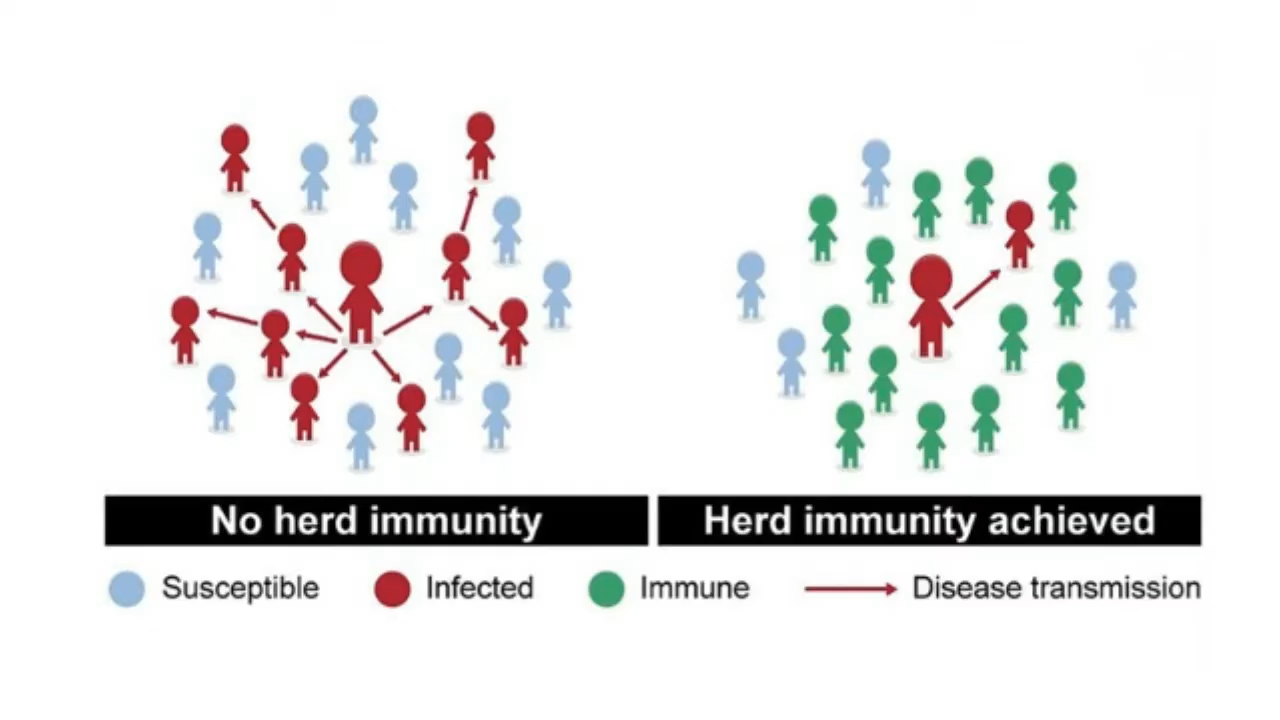 No herd immunity
Herd immunity achieved
Susceptible
Infected
Immune
Disease transmission